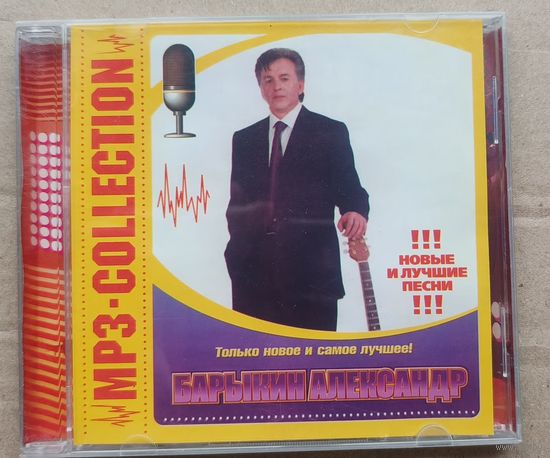 MP3-COLLECTION
!!!
НОВЫЕ
И ЛУЧШИЕ
ПЕСНИ
!!!
Только новое и самое лучшее!
БАРЫКИН АЛЕКСАНДР